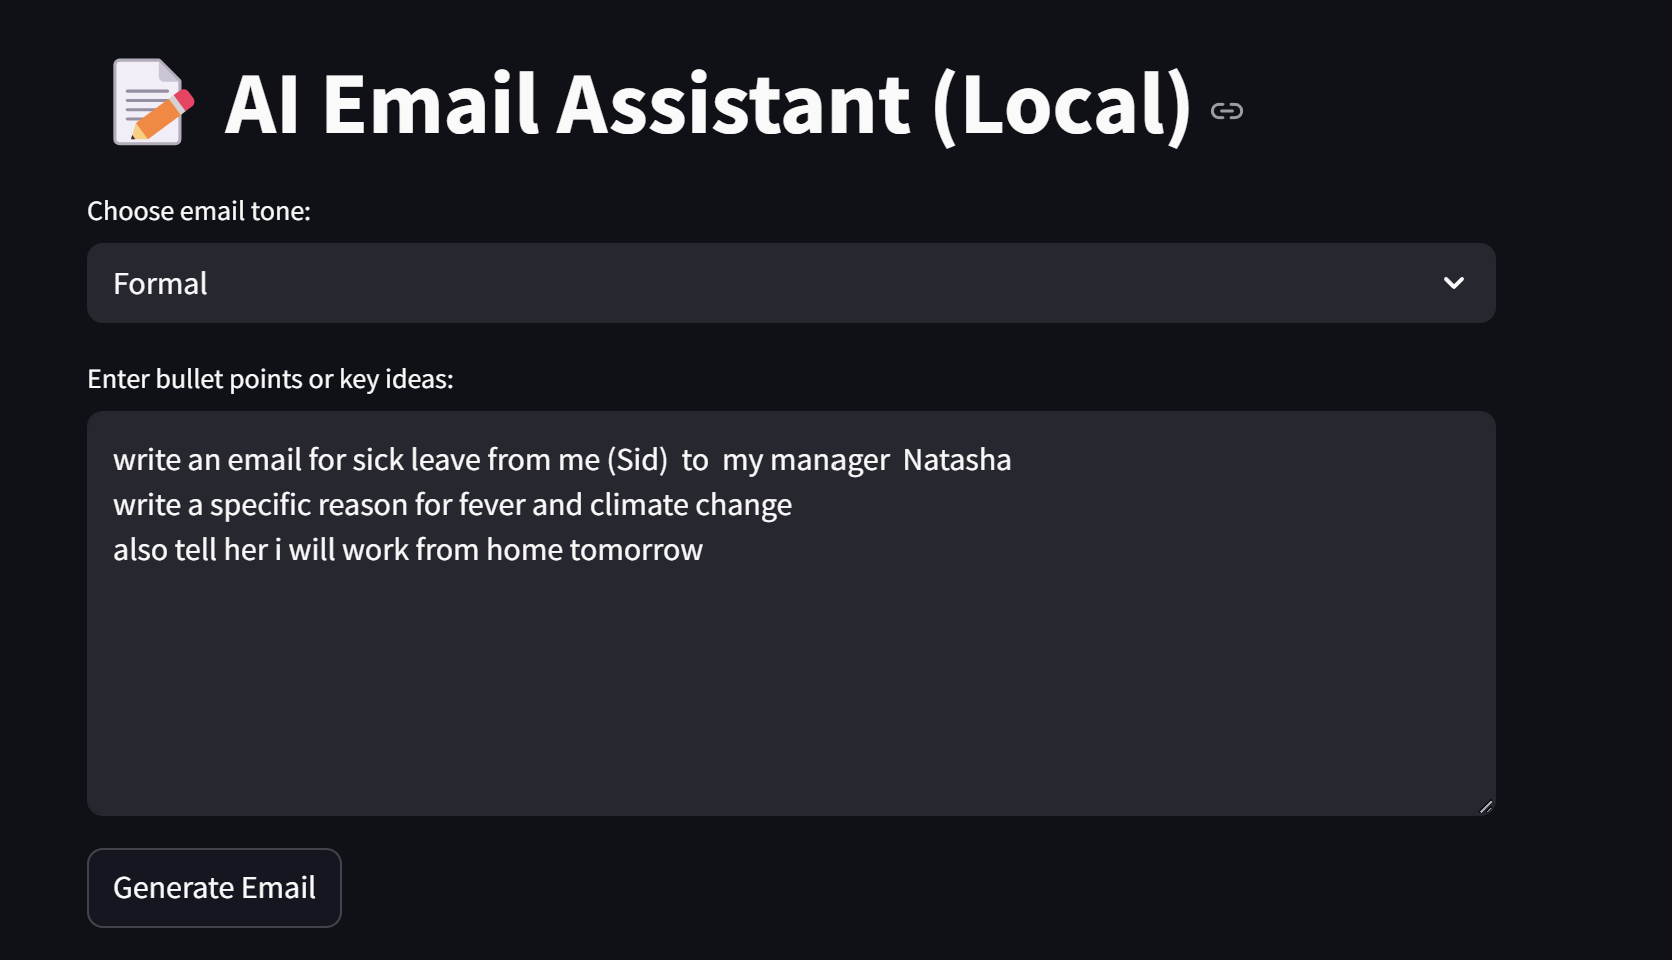 AI Email Assistant (Local)
Choose email tone:
Formal
Enter bullet points or key ideas:
write an email for sick leave from me (Sid)  to  my manager  Natasha
write a specific reason for fever and climate change
also tell her i will work from home tomorrow
Generate Email